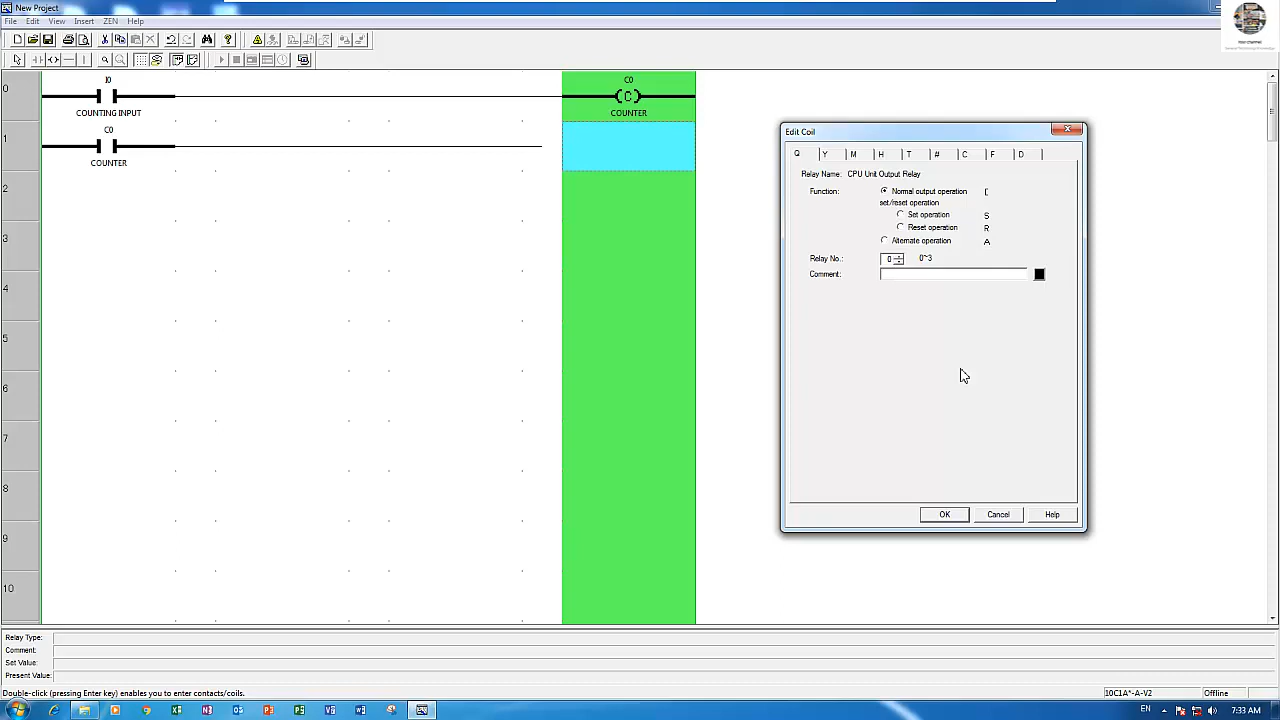 New Project
File Edit View Insert ZEN Help
0
I0
COUNTING INPUT
C0
C
COUNTER
1
C0
COUNTER
2
3
4
5
6
7
8
9
10
Edit Coil
Q Y M H T # C F D
Relay Name: CPU Unit Output Relay
Function: Normal output operation [
set/reset operation
Set operation S
Reset operation R
Alternate operation A
Relay No.: 0 0~3
Comment:
OK Cancel Help
Relay Type:
Comment:
Set Value:
Present Value:
Double-click (pressing Enter key) enables you to enter contacts/coils.
10C1A*-A-V2 Offline
EN 7:33 AM